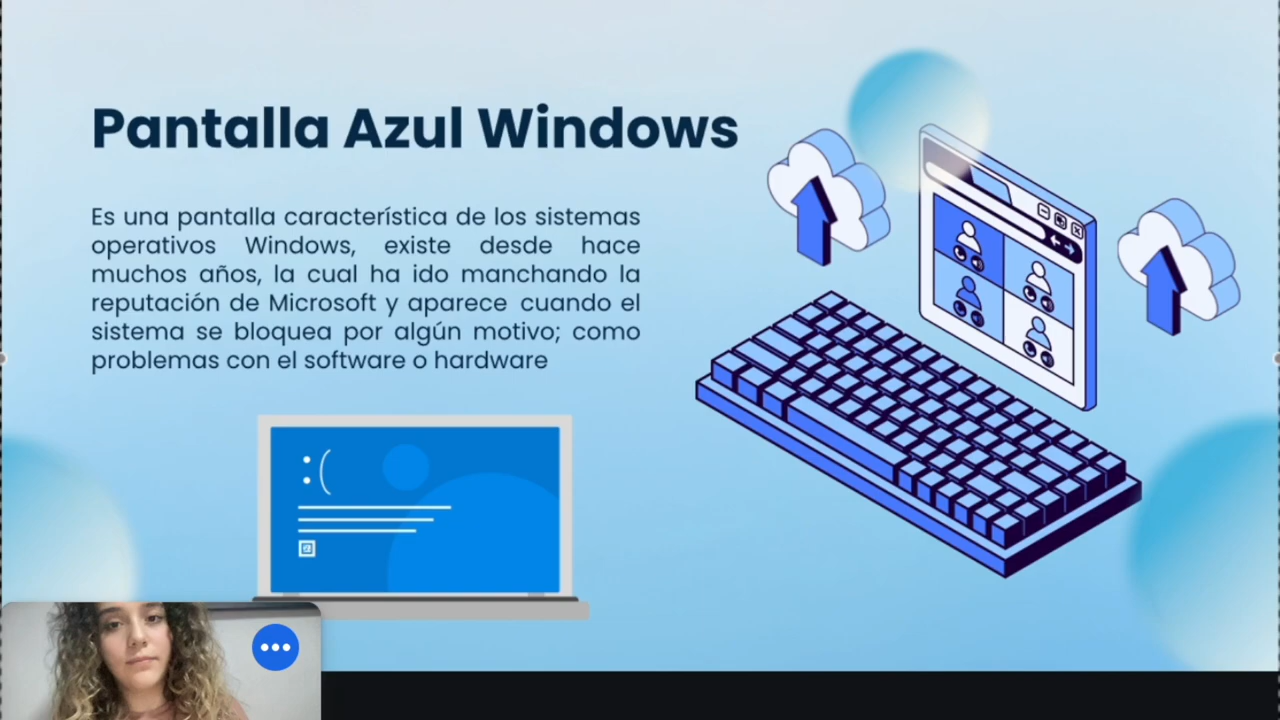 Pantalla Azul Windows
Es una pantalla característica de los sistemas
operativos Windows, existe desde hace
muchos años, la cual ha ido manchando la
reputación de Microsoft y aparece cuando el
sistema se bloquea por algún motivo; como
problemas con el software o hardware
:(